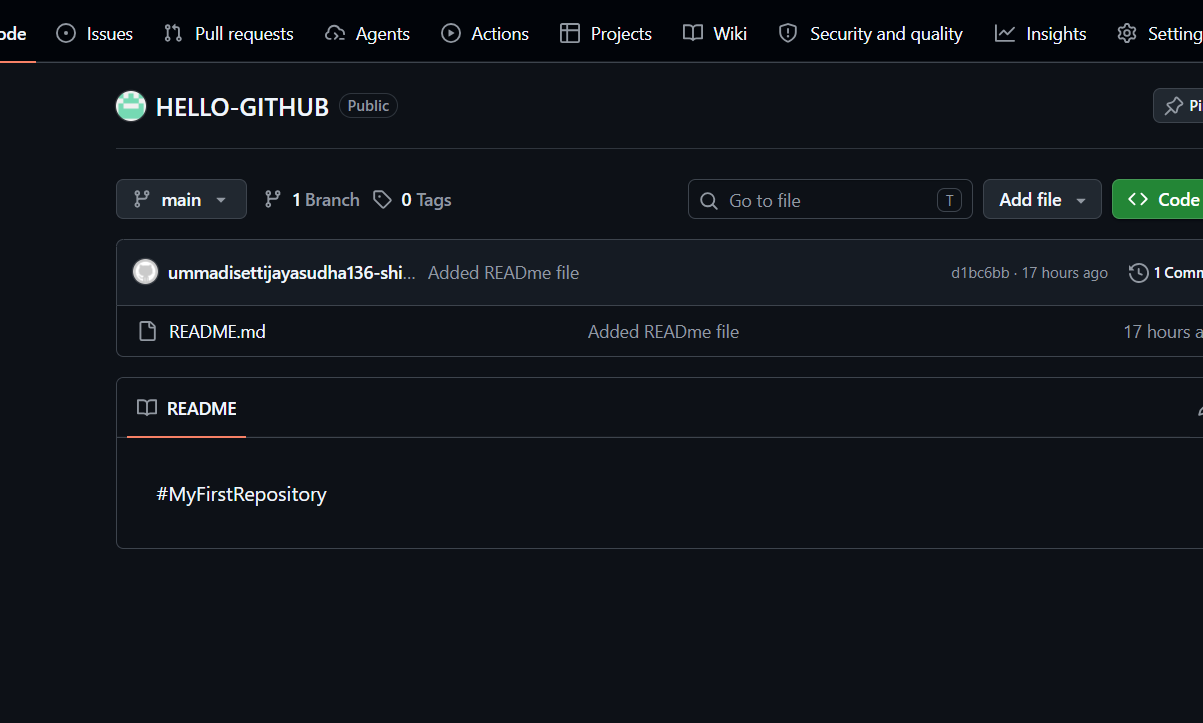 ode Issues Pull requests Agents Actions Projects Wiki Security and quality Insights Setting
HELLO-GITHUB Public Pi
main 1 Branch 0 Tags Go to file T Add file Code
ummadisettijayasudha136-shi... Added READme file d1bc6bb · 17 hours ago 1 Comm
README.md Added READme file 17 hours a
README
#MyFirstRepository